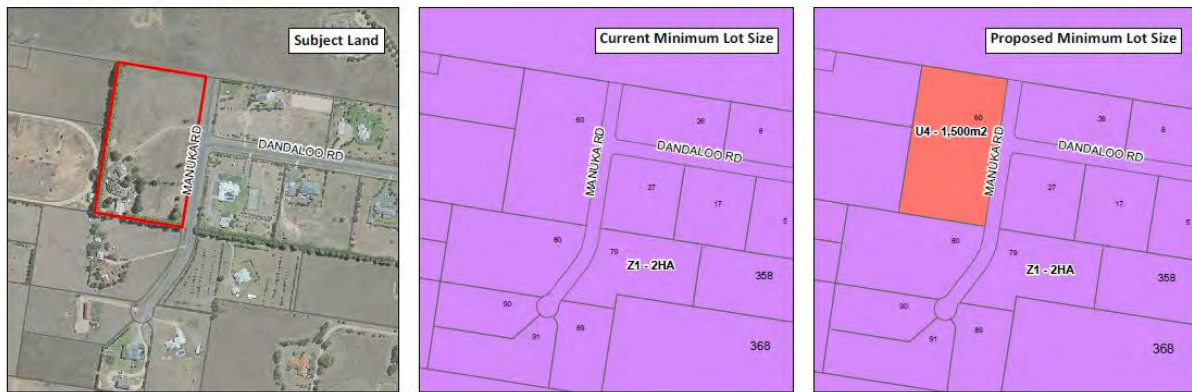 Subject Land
MANUKA RD
DANDALOO RD
Current Minimum Lot Size
60
26
8
DANDALOO RD
MANUKA RD
27
17
5
80
79
Z1 - 2HA
358
90
91
89
368
Proposed Minimum Lot Size
60
U4 - 1,500m2
26
8
DANDALOO RD
MANUKA RD
27
17
5
80
79
Z1 - 2HA
358
90
91
89
368